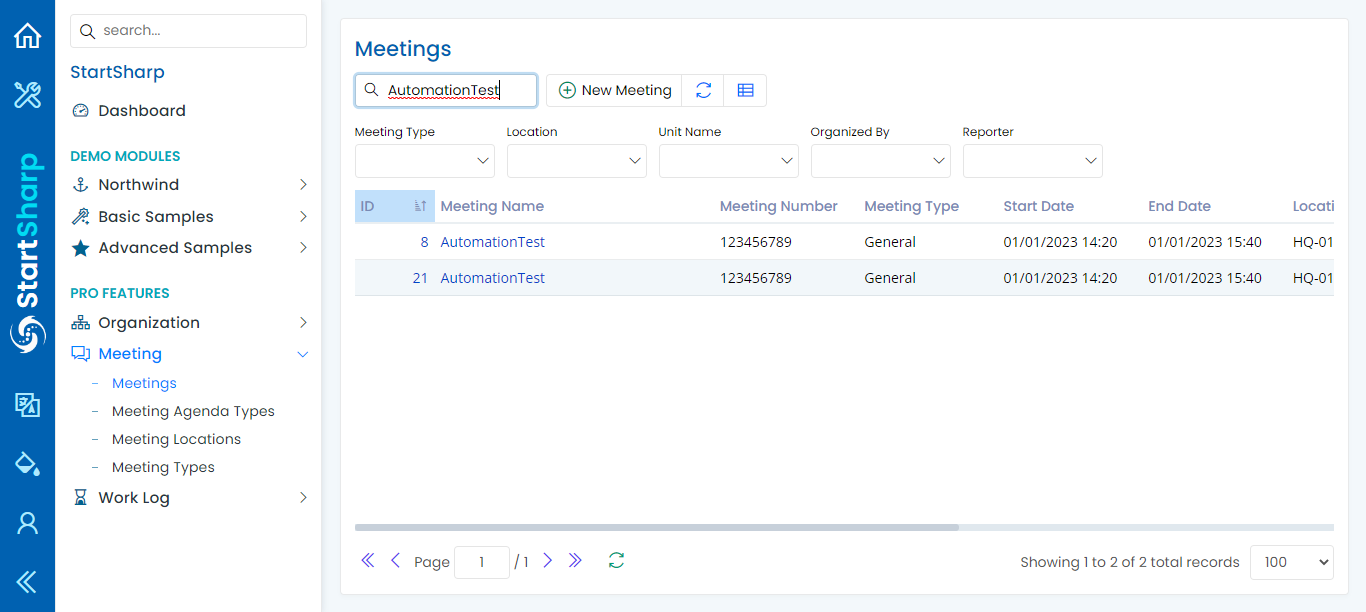 search...
StartSharp
Dashboard
DEMO MODULES
Northwind
Basic Samples
Advanced Samples
PRO FEATURES
Organization
Meeting
Meetings
Meeting Agenda Types
Meeting Locations
Meeting Types
Work Log
StartSharp
Meetings
AutomationTest
New Meeting
Meeting Type Location Unit Name Organized By Reporter
ID Meeting Name Meeting Number Meeting Type Start Date End Date Locati
8 AutomationTest 123456789 General 01/01/2023 14:20 01/01/2023 15:40 HQ-01
21 AutomationTest 123456789 General 01/01/2023 14:20 01/01/2023 15:40 HQ-01
Page 1 / 1 Showing 1 to 2 of 2 total records 100